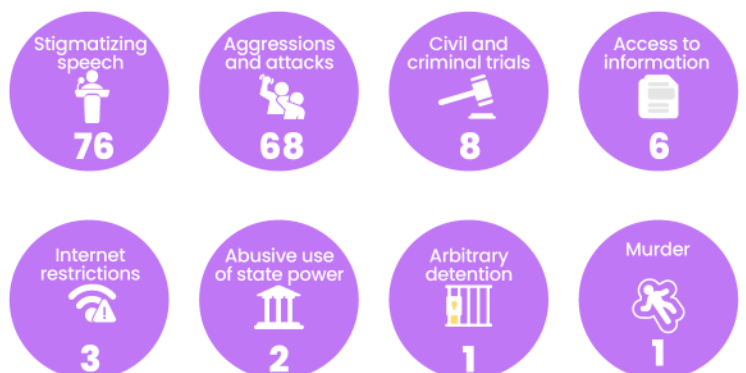 Stigmatizing
speech
76
Aggressions
and attacks
68
Civil and
criminal trials
8
Access to
information
6
Internet
restrictions
3
Abusive use
of state power
2
Arbitrary
detention
1
Murder
1